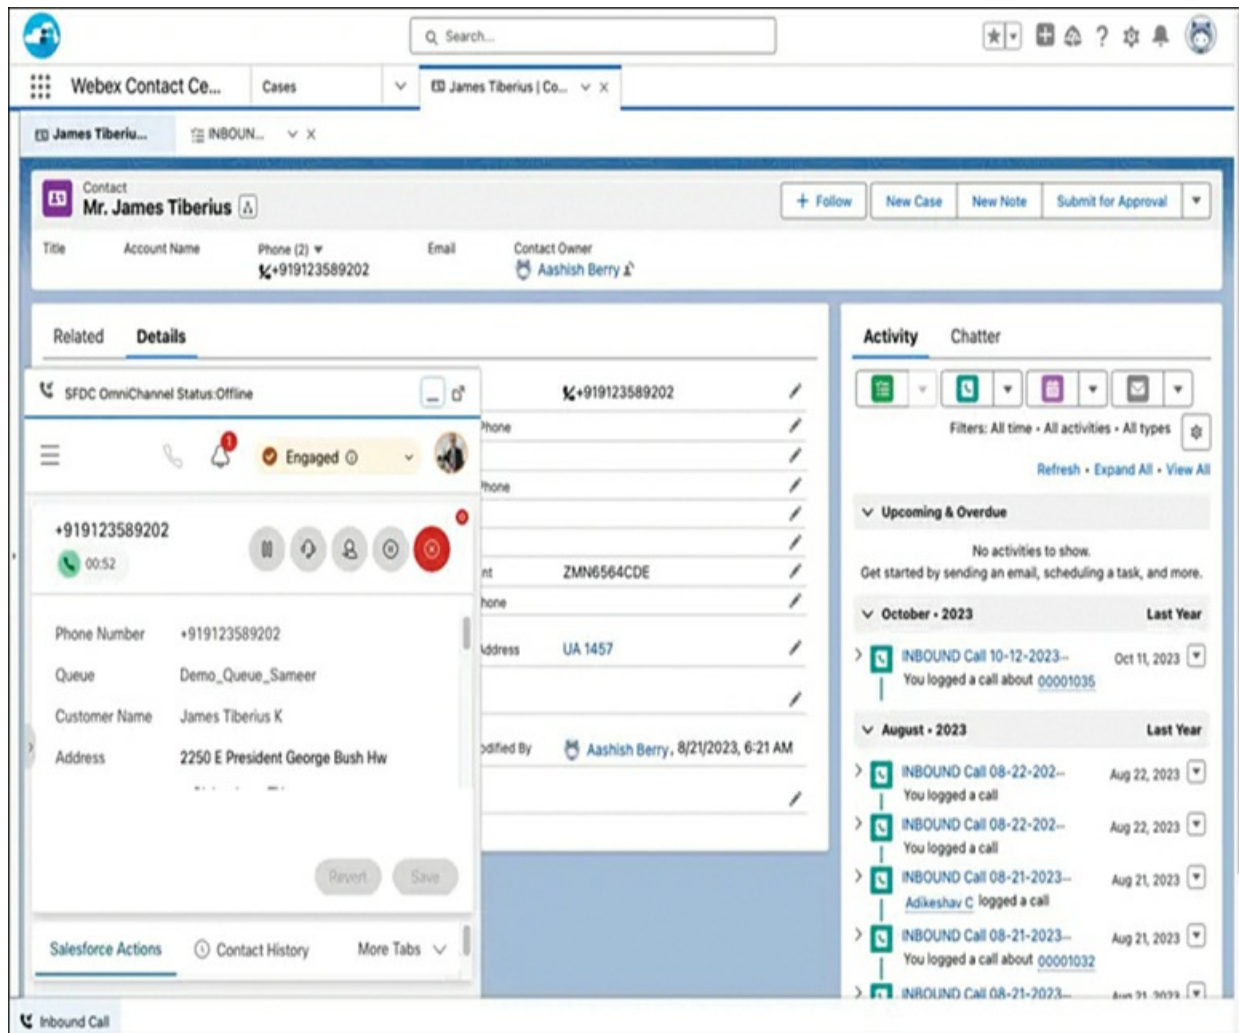 Search...
Webex Contact Ce...
Cases
James Tiberius | Co...
James Tiberiu...
INBOUN...
Contact
Mr. James Tiberius
+ Follow
New Case
New Note
Submit for Approval
Title
Account Name
Phone (2)
Email
Contact Owner
+919123589202
Aashish Berry
Related
Details
SFDC OmniChannel Status:Offline
1
Engaged
+919123589202
00:52
Phone Number
+919123589202
Queue
Demo_Queue_Sameer
Customer Name
James Tiberius K
Address
2250 E President George Bush Hw
Revert
Save
Salesforce Actions
Contact History
More Tabs
+919123589202
Phone
Phone
nt
ZMN6564CDE
hone
Address
UA 1457
odified By
Aashish Berry, 8/21/2023, 6:21 AM
Activity
Chatter
Filters: All time • All activities • All types
Refresh • Expand All • View All
Upcoming & Overdue
No activities to show.
Get started by sending an email, scheduling a task, and more.
October • 2023
Last Year
INBOUND Call 10-12-2023...
Oct 11, 2023
You logged a call about 00001035
August • 2023
Last Year
INBOUND Call 08-22-202...
Aug 22, 2023
You logged a call
INBOUND Call 08-22-202...
Aug 22, 2023
You logged a call
INBOUND Call 08-21-2023...
Aug 21, 2023
Adikeshav C logged a call
INBOUND Call 08-21-2023...
Aug 21, 2023
You logged a call about 00001032
INBOUND Call 08-21-2023...
Aug 21, 2023
Inbound Call